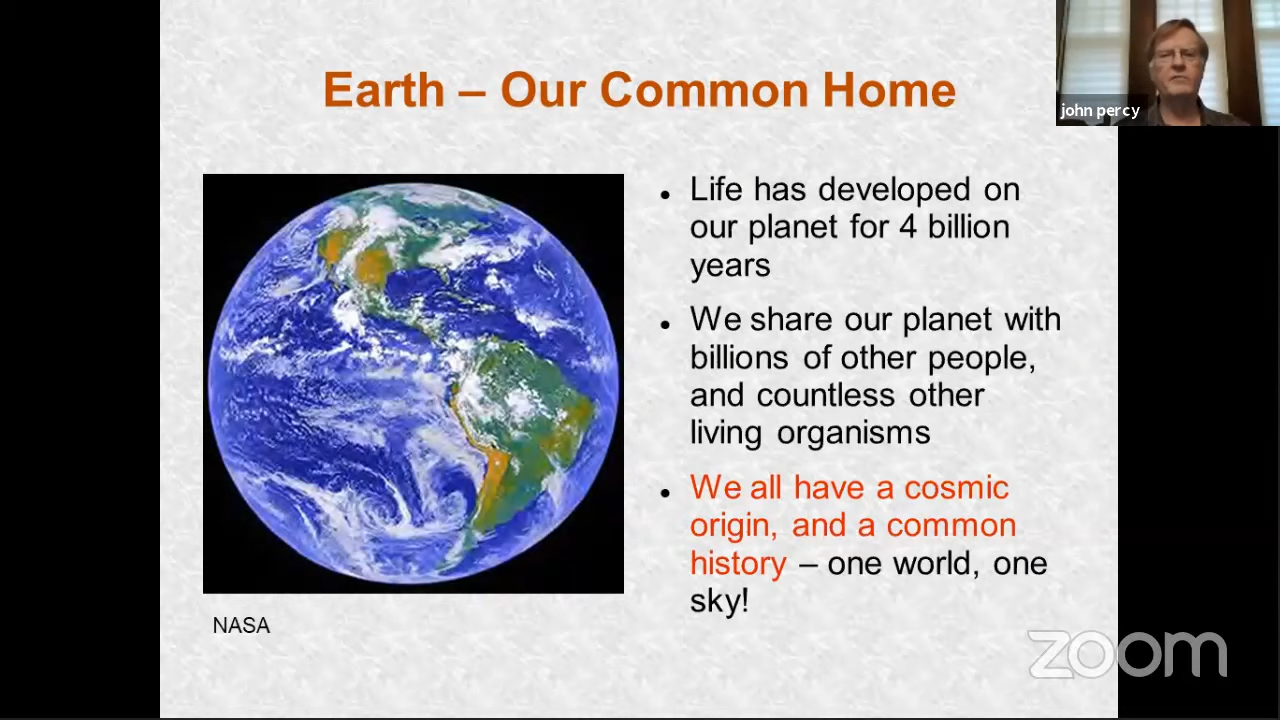 Earth – Our Common Home
john percy
• Life has developed on
our planet for 4 billion
years
• We share our planet with
billions of other people,
and countless other
living organisms
• We all have a cosmic
origin, and a common
history – one world, one
sky!
NASA
zoom